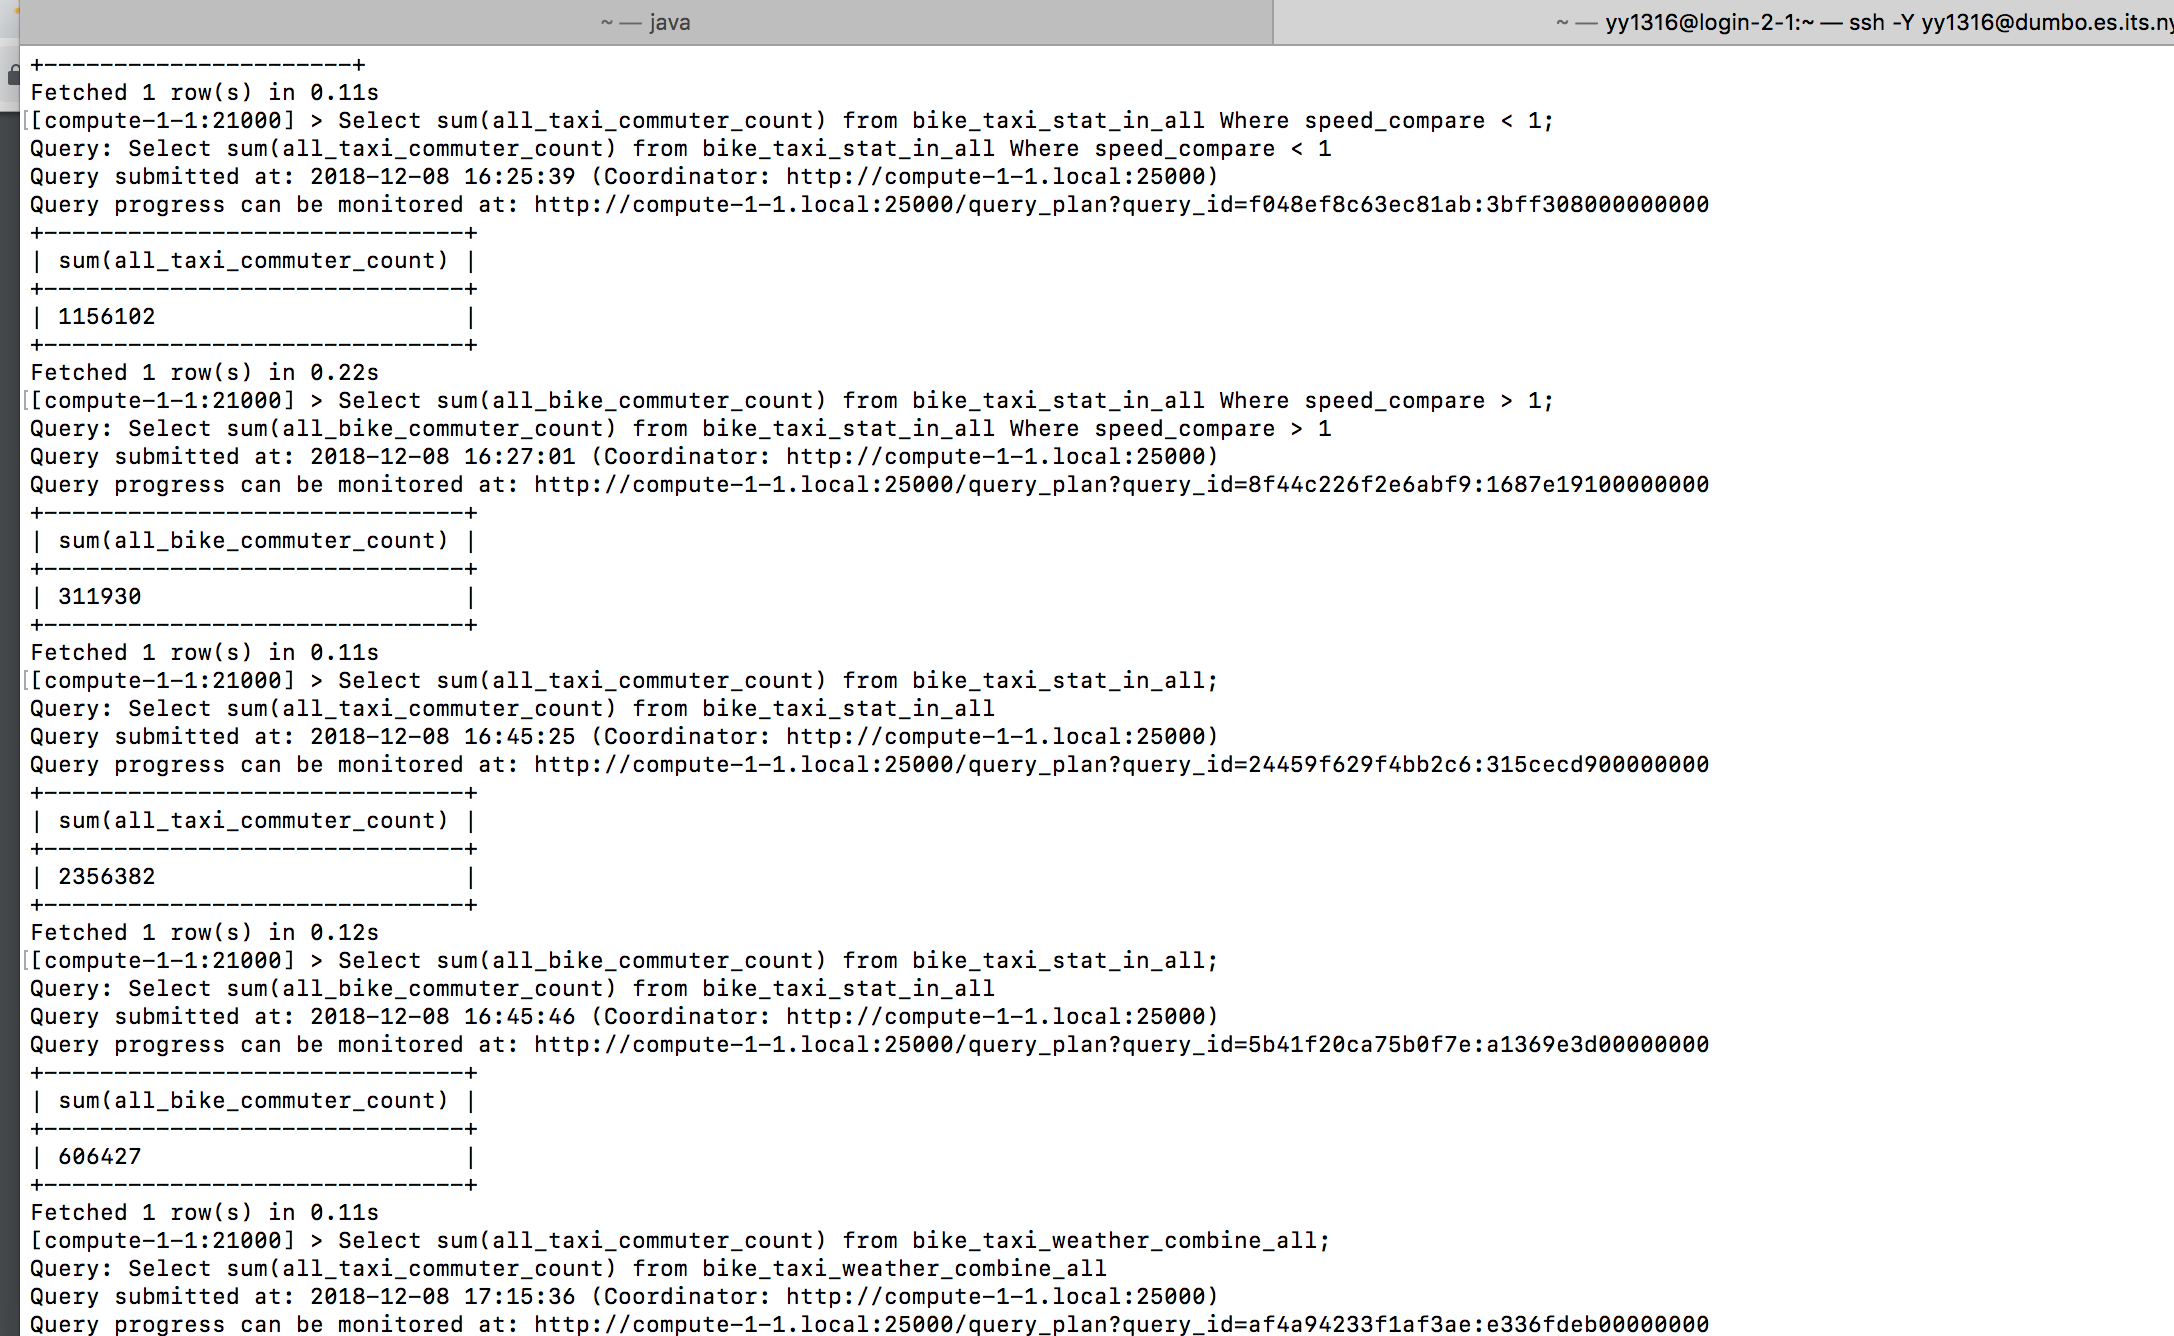 ~ — java
~ — yy1316@login-2-1:~ — ssh -Y yy1316@dumbo.es.its.ny
+----------------------+
Fetched 1 row(s) in 0.11s
[[compute-1-1:21000] > Select sum(all_taxi_commuter_count) from bike_taxi_stat_in_all Where speed_compare < 1;
Query: Select sum(all_taxi_commuter_count) from bike_taxi_stat_in_all Where speed_compare < 1
Query submitted at: 2018-12-08 16:25:39 (Coordinator: http://compute-1-1.local:25000)
Query progress can be monitored at: http://compute-1-1.local:25000/query_plan?query_id=f048ef8c63ec81ab:3bff308000000000
+------------------------------+
| sum(all_taxi_commuter_count) |
+------------------------------+
| 1156102                      |
+------------------------------+
Fetched 1 row(s) in 0.22s
[[compute-1-1:21000] > Select sum(all_bike_commuter_count) from bike_taxi_stat_in_all Where speed_compare > 1;
Query: Select sum(all_bike_commuter_count) from bike_taxi_stat_in_all Where speed_compare > 1
Query submitted at: 2018-12-08 16:27:01 (Coordinator: http://compute-1-1.local:25000)
Query progress can be monitored at: http://compute-1-1.local:25000/query_plan?query_id=8f44c226f2e6abf9:1687e19100000000
+------------------------------+
| sum(all_bike_commuter_count) |
+------------------------------+
| 311930                       |
+------------------------------+
Fetched 1 row(s) in 0.11s
[[compute-1-1:21000] > Select sum(all_taxi_commuter_count) from bike_taxi_stat_in_all;
Query: Select sum(all_taxi_commuter_count) from bike_taxi_stat_in_all
Query submitted at: 2018-12-08 16:45:25 (Coordinator: http://compute-1-1.local:25000)
Query progress can be monitored at: http://compute-1-1.local:25000/query_plan?query_id=24459f629f4bb2c6:315cecd900000000
+------------------------------+
| sum(all_taxi_commuter_count) |
+------------------------------+
| 2356382                      |
+------------------------------+
Fetched 1 row(s) in 0.12s
[[compute-1-1:21000] > Select sum(all_bike_commuter_count) from bike_taxi_stat_in_all;
Query: Select sum(all_bike_commuter_count) from bike_taxi_stat_in_all
Query submitted at: 2018-12-08 16:45:46 (Coordinator: http://compute-1-1.local:25000)
Query progress can be monitored at: http://compute-1-1.local:25000/query_plan?query_id=5b41f20ca75b0f7e:a1369e3d00000000
+------------------------------+
| sum(all_bike_commuter_count) |
+------------------------------+
| 606427                       |
+------------------------------+
Fetched 1 row(s) in 0.11s
[compute-1-1:21000] > Select sum(all_taxi_commuter_count) from bike_taxi_weather_combine_all;
Query: Select sum(all_taxi_commuter_count) from bike_taxi_weather_combine_all
Query submitted at: 2018-12-08 17:15:36 (Coordinator: http://compute-1-1.local:25000)
Query progress can be monitored at: http://compute-1-1.local:25000/query_plan?query_id=af4a94233f1af3ae:e336fdeb00000000